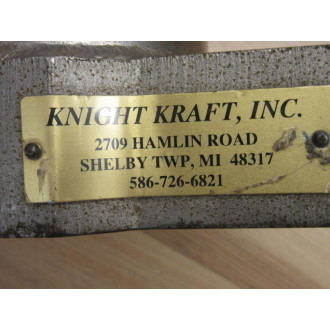 KNIGHT KRAFT, INC.
2709 HAMLIN ROAD
SHELBY TWP, MI 48317
586-726-6821